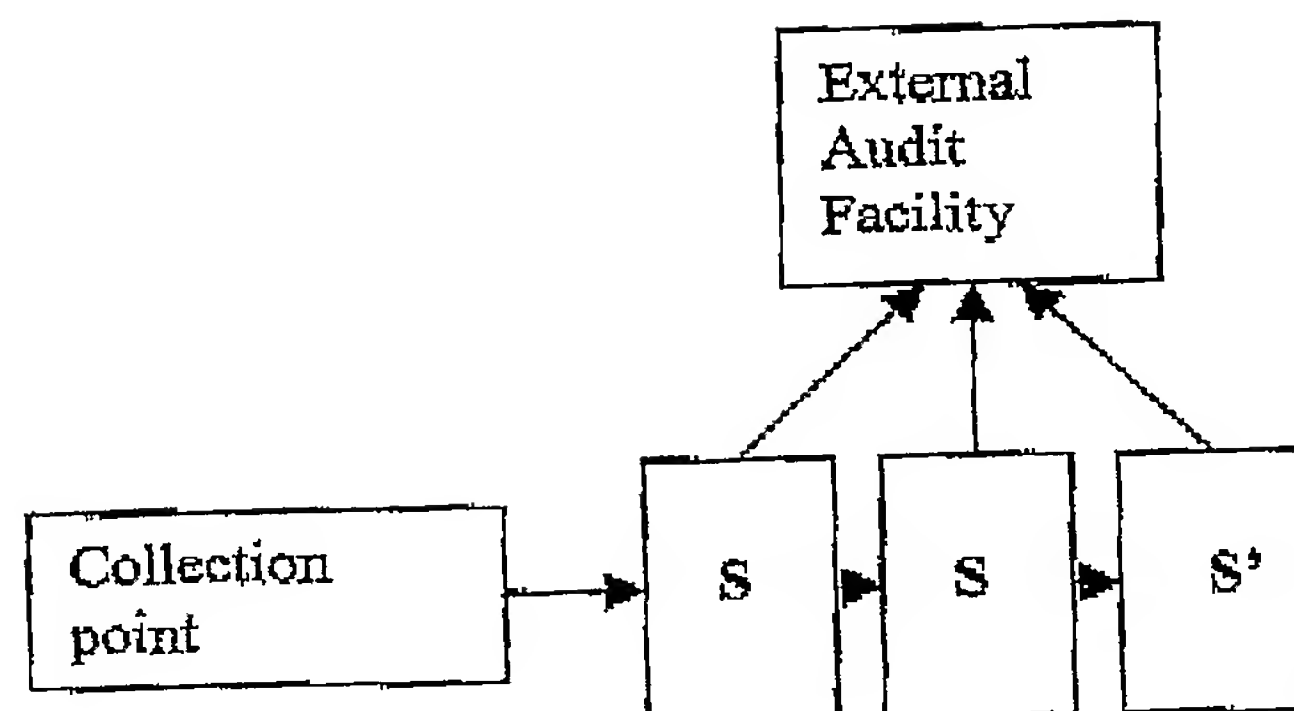 External
Audit
Facility
Collection
point
S
S
S'